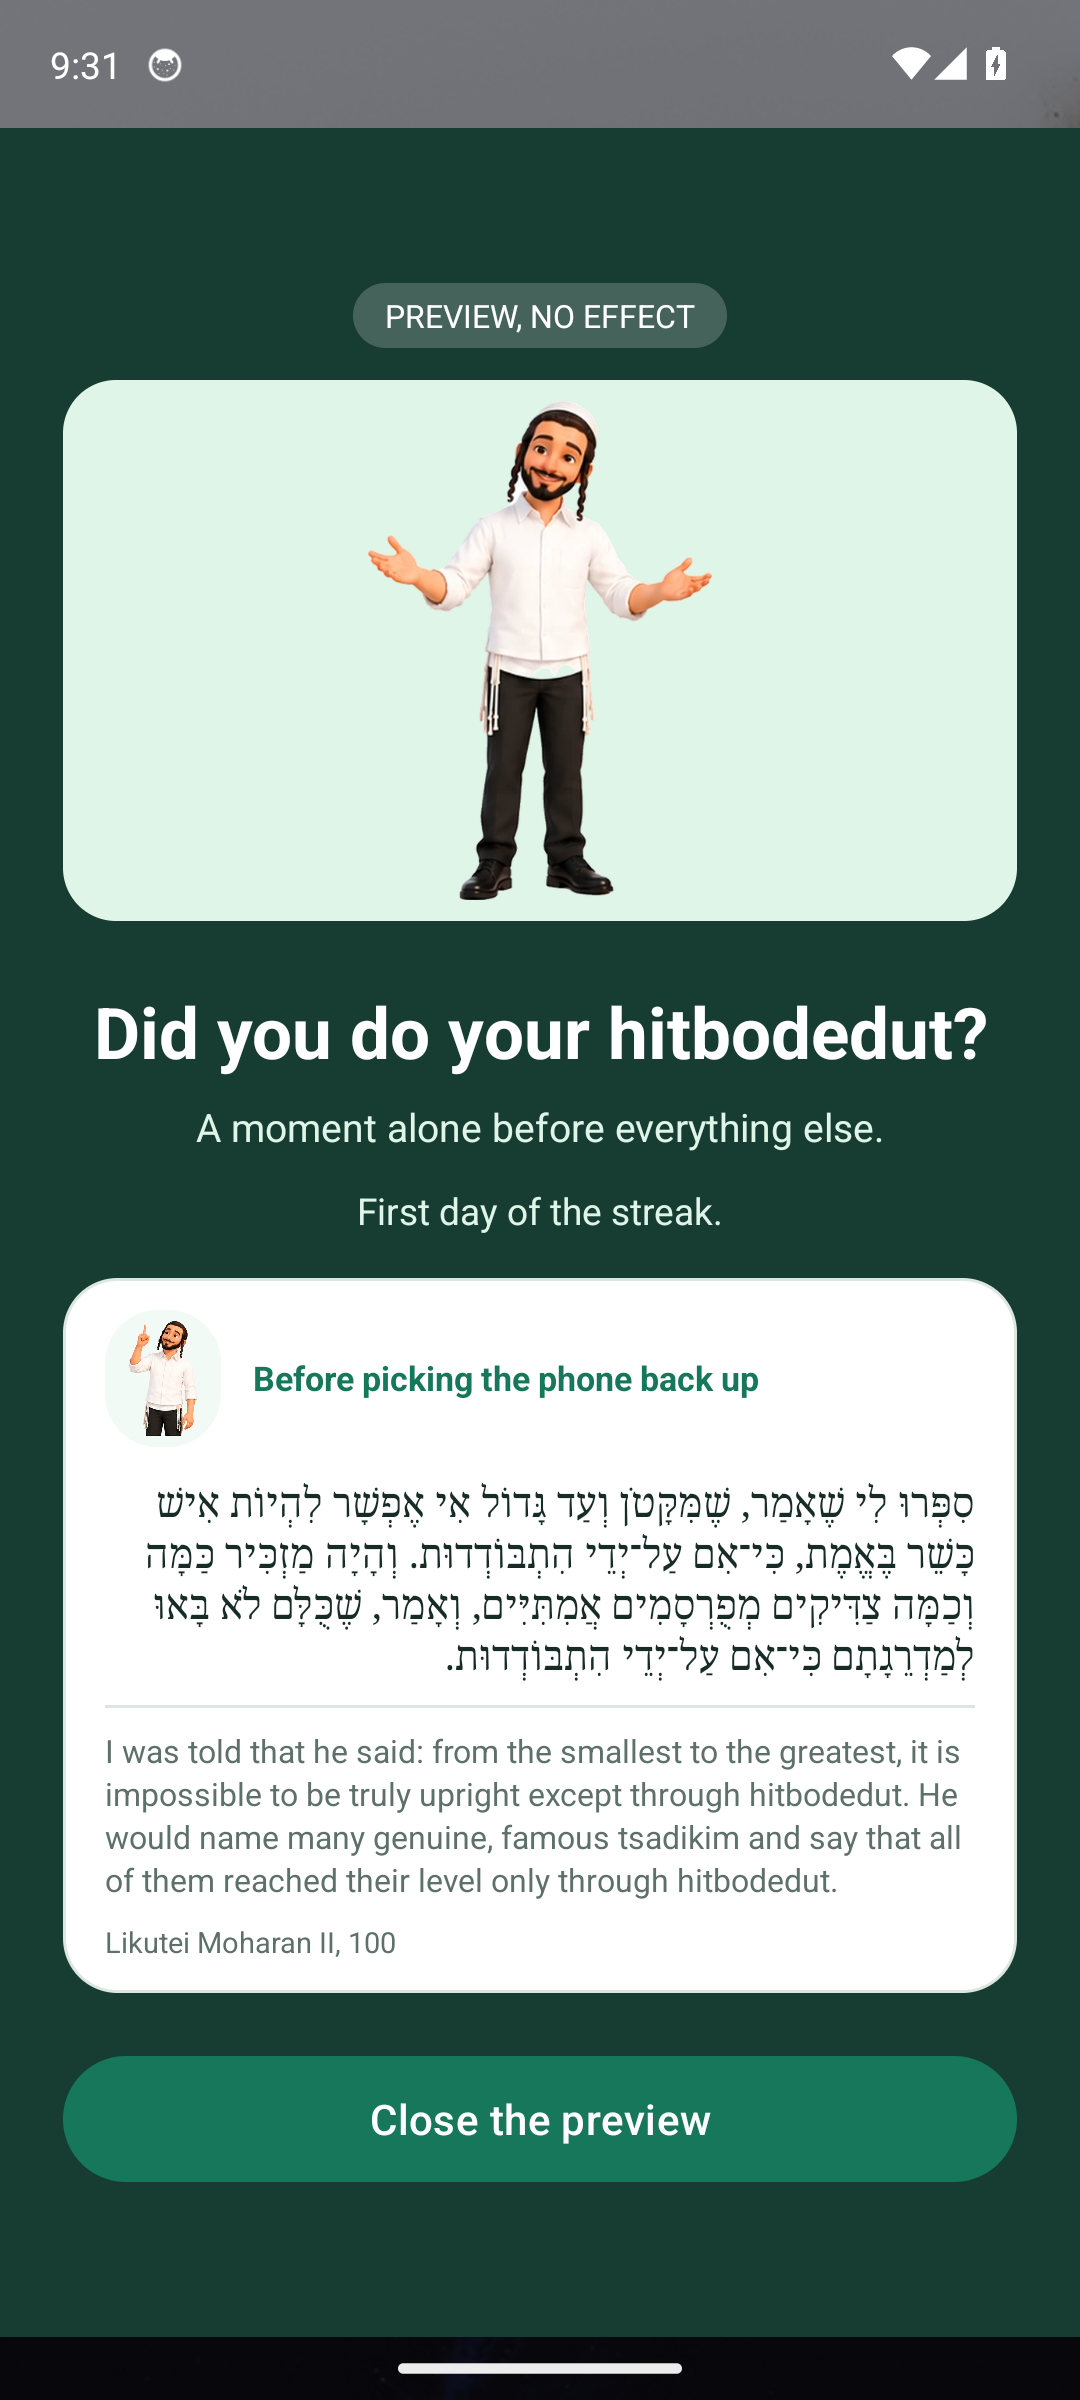 9:31
PREVIEW, NO EFFECT
Did you do your hitbodedut?
A moment alone before everything else.
First day of the streak.
Before picking the phone back up
סִפְּרוּ לִי שֶׁאָמַר, שֶׁמִּקָּטֹן וְעַד גָּדוֹל אִי אֶפְשָׁר לִהְיוֹת אִישׁ
כָּשֵׁר בֶּאֱמֶת, כִּי־אִם עַל־יְדֵי הִתְבּוֹדְדוּת. וְהָיָה מַזְכִּיר כַּמָּה
וְכַמָּה צַדִּיקִים מְפֻרְסָמִים אֲמִתִּיִּים, וְאָמַר, שֶׁכֻּלָּם לֹא בָּאוּ
לְמַדְרֵגָתָם כִּי־אִם עַל־יְדֵי הִתְבּוֹדְדוּת.
I was told that he said: from the smallest to the greatest, it is
impossible to be truly upright except through hitbodedut. He
would name many genuine, famous tsadikim and say that all
of them reached their level only through hitbodedut.
Likutei Moharan II, 100
Close the preview